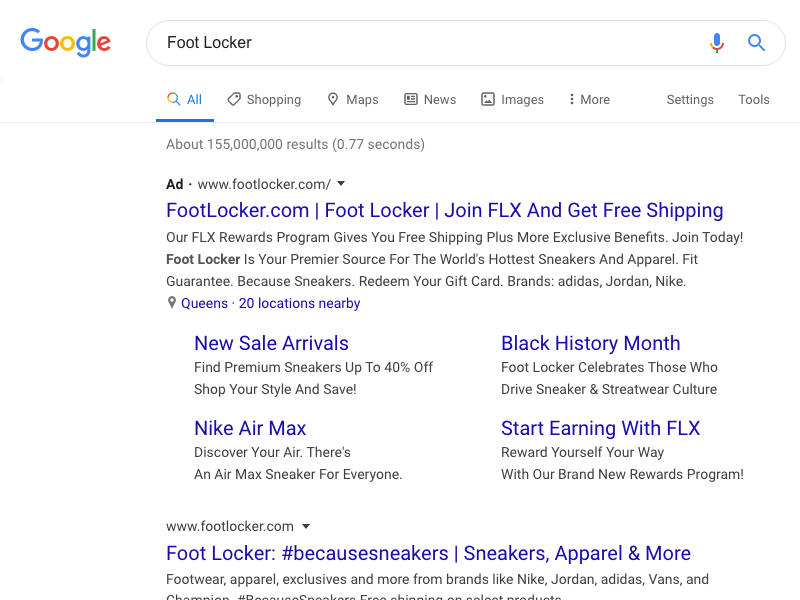 Google
Foot Locker
All Shopping Maps News Images More Settings Tools
About 155,000,000 results (0.77 seconds)
Ad · www.footlocker.com/
FootLocker.com | Foot Locker | Join FLX And Get Free Shipping
Our FLX Rewards Program Gives You Free Shipping Plus More Exclusive Benefits. Join Today!
Foot Locker Is Your Premier Source For The World's Hottest Sneakers And Apparel. Fit
Guarantee. Because Sneakers. Redeem Your Gift Card. Brands: adidas, Jordan, Nike.
Queens · 20 locations nearby
New Sale Arrivals
Find Premium Sneakers Up To 40% Off
Shop Your Style And Save!
Black History Month
Foot Locker Celebrates Those Who
Drive Sneaker & Streatwear Culture
Nike Air Max
Discover Your Air. There's
An Air Max Sneaker For Everyone.
Start Earning With FLX
Reward Yourself Your Way
With Our Brand New Rewards Program!
www.footlocker.com
Foot Locker: #becausesneakers | Sneakers, Apparel & More
Footwear, apparel, exclusives and more from brands like Nike, Jordan, adidas, Vans, and
Champion. #BecauseSneakers Free shipping on select products.